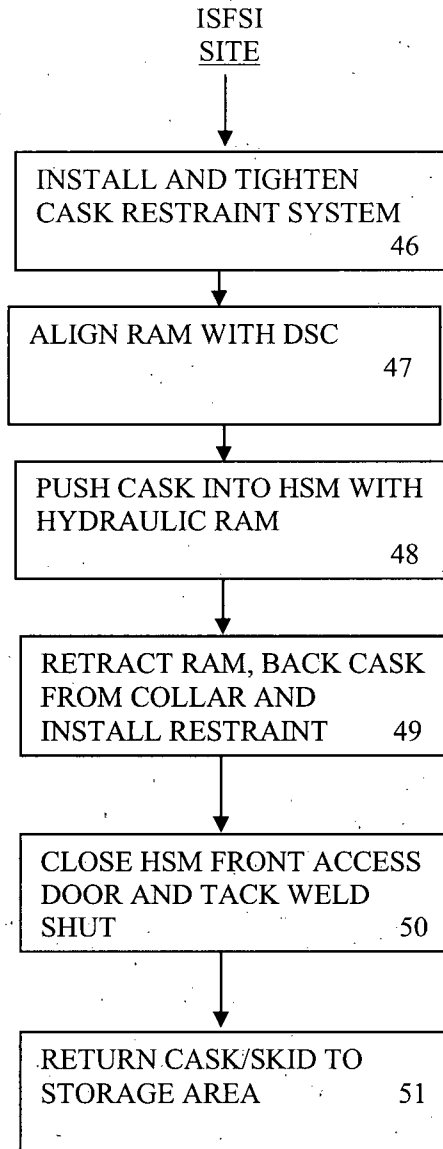 ISFSI
SITE
INSTALL AND TIGHTEN
CASK RESTRAINT SYSTEM
46
ALIGN RAM WITH DSC
47
PUSH CASK INTO HSM WITH
HYDRAULIC RAM
48
RETRACT RAM, BACK CASK
FROM COLLAR AND
INSTALL RESTRAINT 49
CLOSE HSM FRONT ACCESS
DOOR AND TACK WELD
SHUT 50
RETURN CASK/SKID TO
STORAGE AREA 51